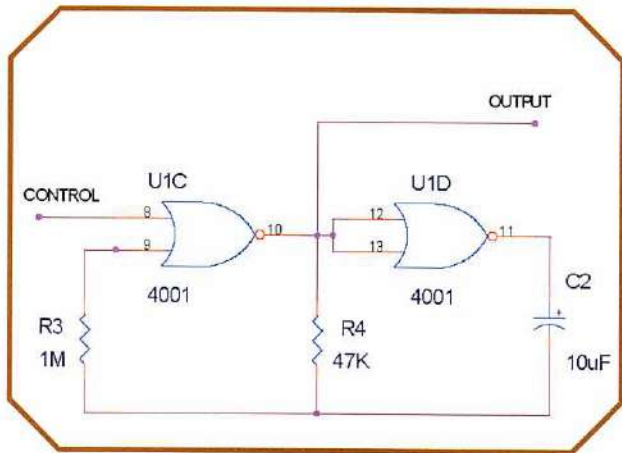 OUTPUT
U1C
U1D
CONTROL
8
9
10
12
13
11
4001
4001
C2
+
10uF
R3
1M
R4
47K